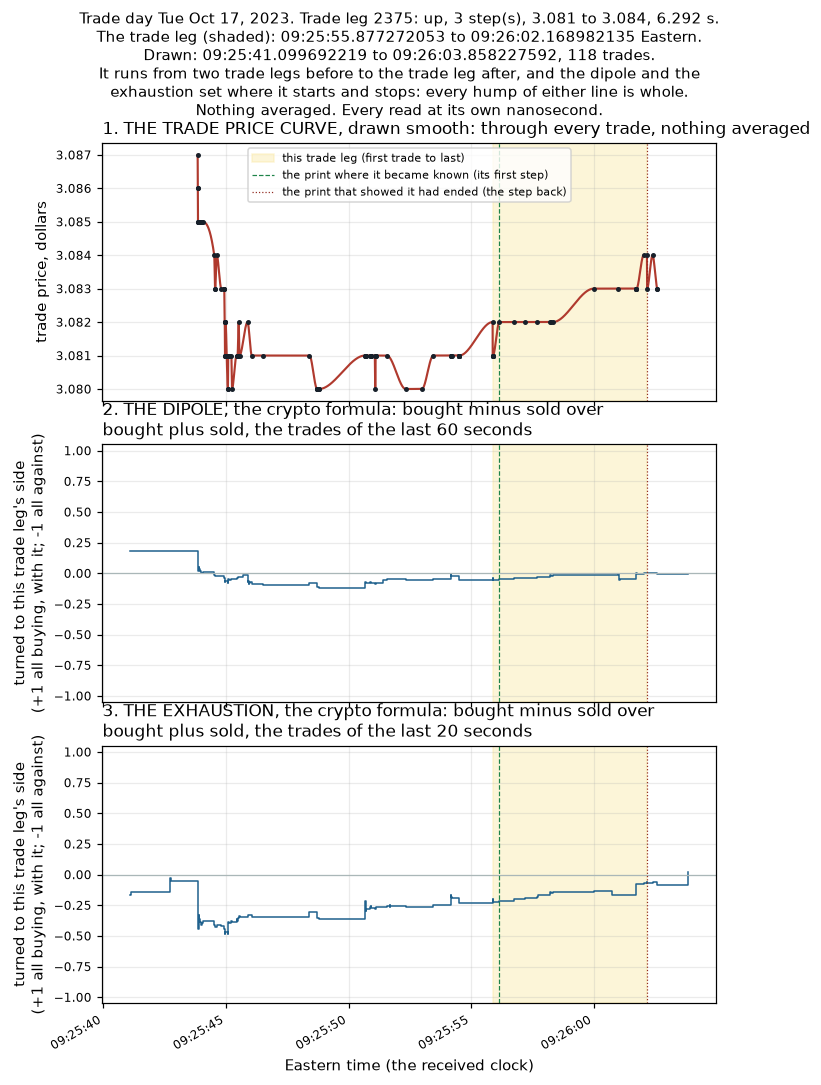 Trade day Tue Oct 17, 2023. Trade leg 2375: up, 3 step(s), 3.081 to 3.084, 6.292 s.
The trade leg (shaded): 09:25:55.877272053 to 09:26:02.168982135 Eastern.
Drawn: 09:25:41.099692219 to 09:26:03.858227592, 118 trades.
It runs from two trade legs before to the trade leg after, and the dipole and the
exhaustion set where it starts and stops: every hump of either line is whole.
Nothing averaged. Every read at its own nanosecond.
1. THE TRADE PRICE CURVE, drawn smooth: through every trade, nothing averaged
this trade leg (first trade to last)
the print where it became known (its first step)
the print that showed it had ended (the step back)
trade price, dollars
3.087
3.086
3.085
3.084
3.083
3.082
3.081
3.080
2. THE DIPOLE, the crypto formula: bought minus sold over
bought plus sold, the trades of the last 60 seconds
turned to this trade leg's side
(+1 all buying, with it; -1 all against)
1.00
0.75
0.50
0.25
0.00
−0.25
−0.50
−0.75
−1.00
3. THE EXHAUSTION, the crypto formula: bought minus sold over
bought plus sold, the trades of the last 20 seconds
turned to this trade leg's side
(+1 all buying, with it; -1 all against)
1.00
0.75
0.50
0.25
0.00
−0.25
−0.50
−0.75
−1.00
09:25:40
09:25:45
09:25:50
09:25:55
09:26:00
Eastern time (the received clock)